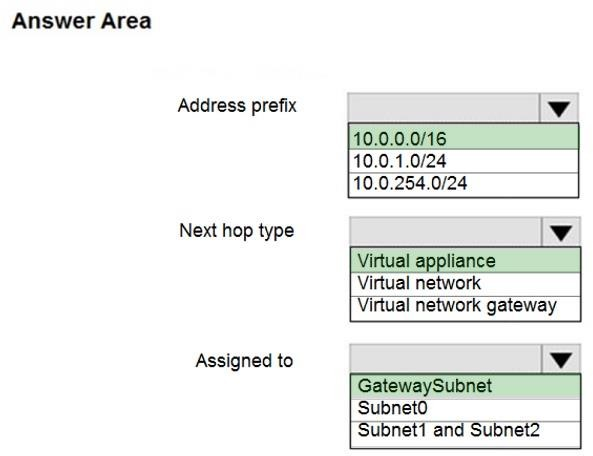 Answer Area
Address prefix
10.0.0.0/16
10.0.1.0/24
10.0.254.0/24
Next hop type
Virtual appliance
Virtual network
Virtual network gateway
Assigned to
GatewaySubnet
Subnet0
Subnet1 and Subnet2